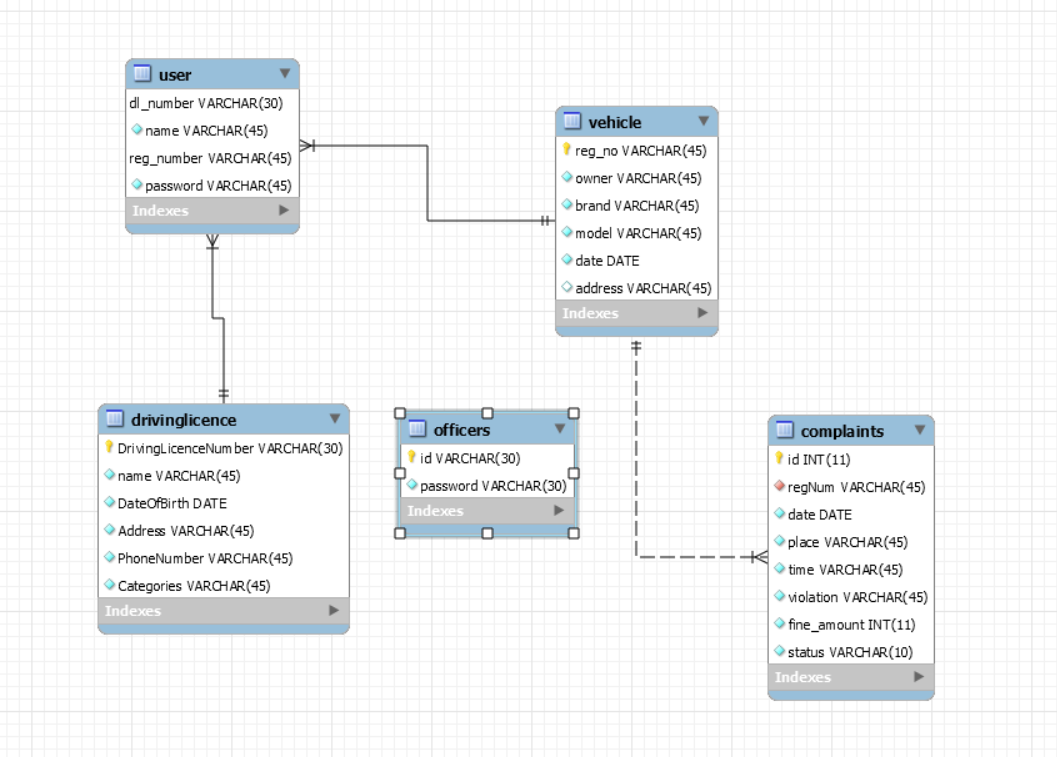 user
dl_number VARCHAR(30)
name VARCHAR(45)
reg_number VARCHAR(45)
password VARCHAR(45)
Indexes
vehicle
reg_no VARCHAR(45)
owner VARCHAR(45)
brand VARCHAR(45)
model VARCHAR(45)
date DATE
address VARCHAR(45)
Indexes
drivinglicence
DrivingLicenceNumber VARCHAR(30)
name VARCHAR(45)
DateOfBirth DATE
Address VARCHAR(45)
PhoneNumber VARCHAR(45)
Categories VARCHAR(45)
Indexes
officers
id VARCHAR(30)
password VARCHAR(30)
Indexes
complaints
id INT(11)
regNum VARCHAR(45)
date DATE
place VARCHAR(45)
time VARCHAR(45)
violation VARCHAR(45)
fine_amount INT(11)
status VARCHAR(10)
Indexes